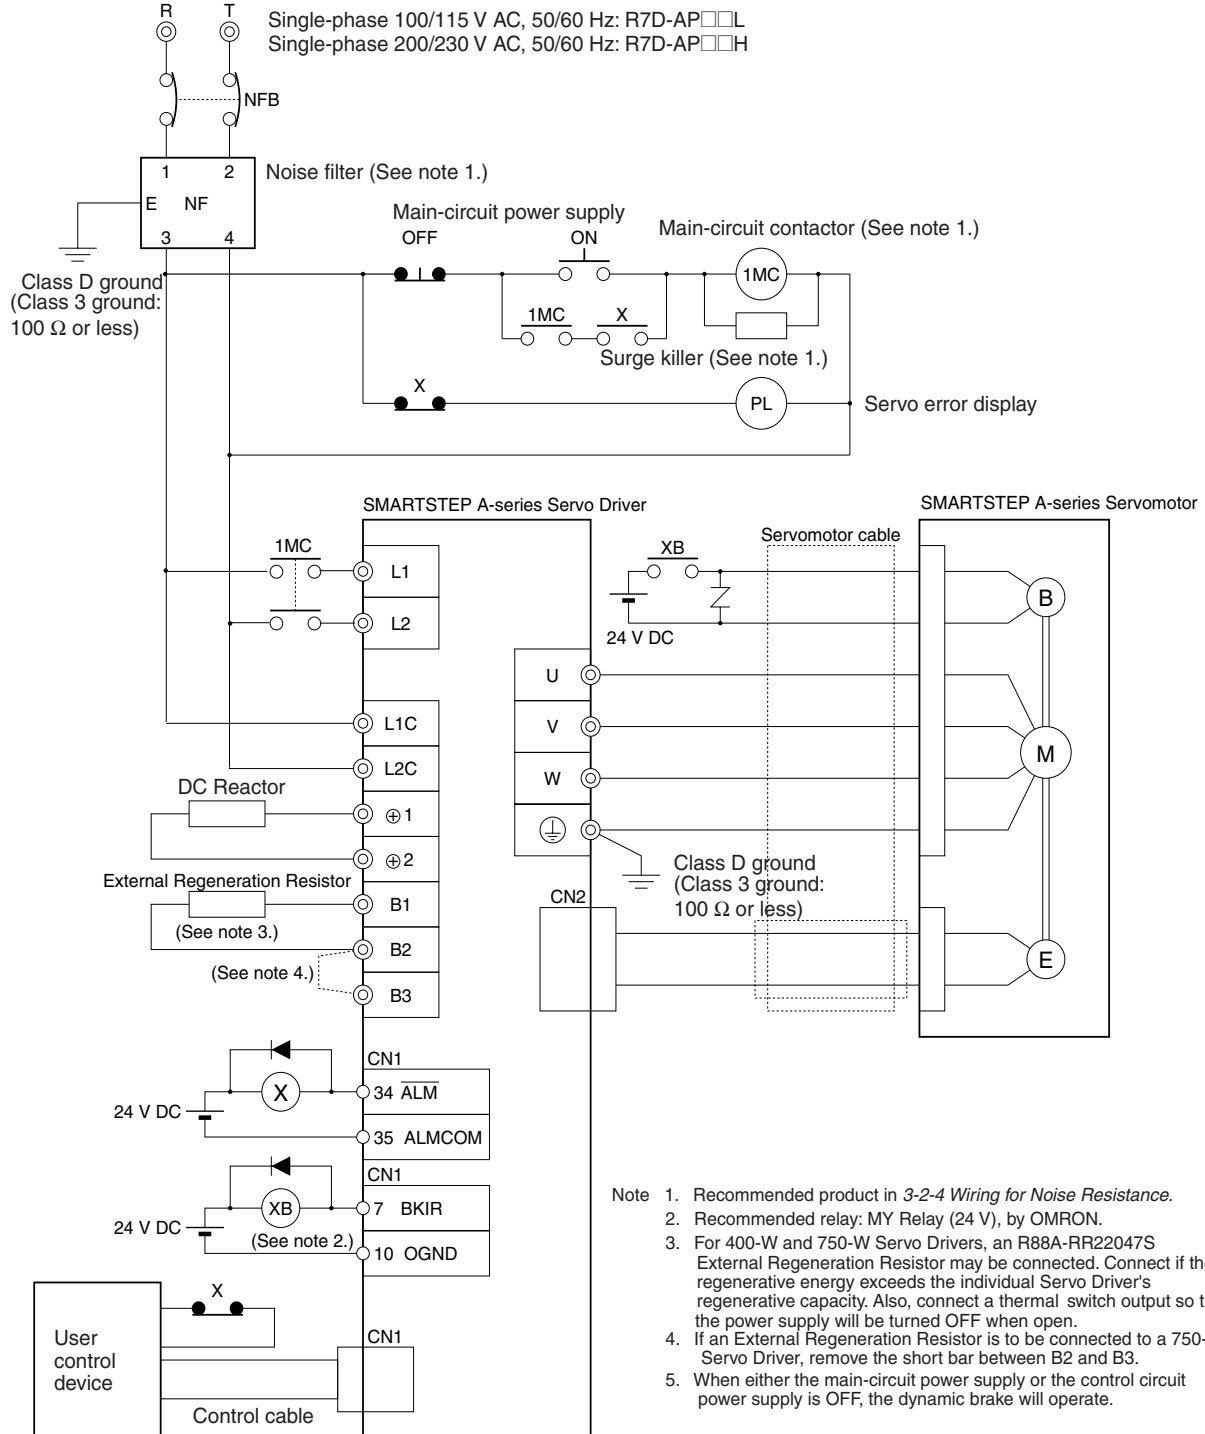 R T
Single-phase 100/115 V AC, 50/60 Hz: R7D-AP□□L
Single-phase 200/230 V AC, 50/60 Hz: R7D-AP□□H
NFB
1 2
Noise filter (See note 1.)
E NF
3 4
Class D ground
(Class 3 ground:
100 Ω or less)
Main-circuit power supply
OFF ON
Main-circuit contactor (See note 1.)
1MC
1MC X
Surge killer (See note 1.)
X
PL
Servo error display
SMARTSTEP A-series Servo Driver
SMARTSTEP A-series Servomotor
1MC
L1
L2
XB
Servomotor cable
24 V DC
B
U
V
W
M
L1C
L2C
DC Reactor
⊕1
⊕2
External Regeneration Resistor
B1
(See note 3.)
B2
(See note 4.)
B3
Class D ground
(Class 3 ground:
100 Ω or less)
CN2
E
CN1
X
34 ALM
24 V DC
35 ALMCOM
CN1
XB
7 BKIR
24 V DC
(See note 2.)
10 OGND
X
User
control
device
CN1
Control cable
Note 1. Recommended product in 3-2-4 Wiring for Noise Resistance.
2. Recommended relay: MY Relay (24 V), by OMRON.
3. For 400-W and 750-W Servo Drivers, an R88A-RR22047S
External Regeneration Resistor may be connected. Connect if the
regenerative energy exceeds the individual Servo Driver's
regenerative capacity. Also, connect a thermal switch output so
the power supply will be turned OFF when open.
4. If an External Regeneration Resistor is to be connected to a 750-
Servo Driver, remove the short bar between B2 and B3.
5. When either the main-circuit power supply or the control circuit
power supply is OFF, the dynamic brake will operate.